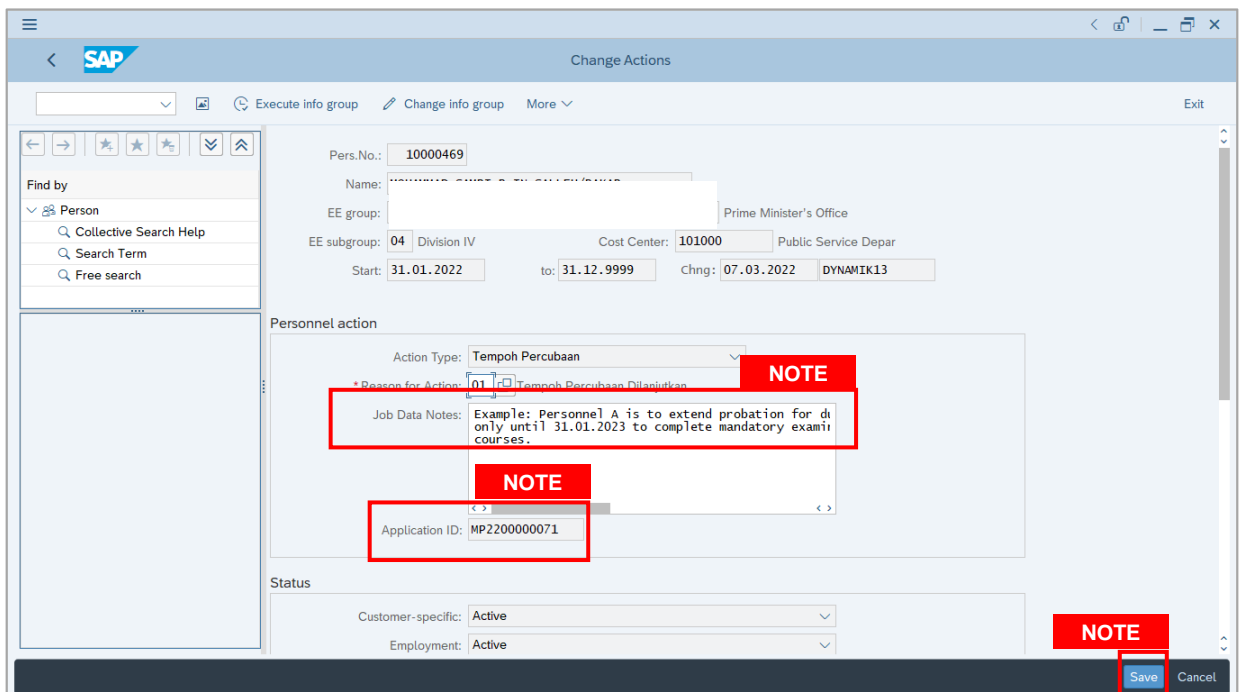 SAP
Change Actions
Execute info group Change info group More Exit
Pers.No.: 10000469
Find by
Name:
Person
EE group: Prime Minister's Office
Collective Search Help
EE subgroup: 04 Division IV Cost Center: 101000 Public Service Depar
Search Term
Start: 31.01.2022 to: 31.12.9999 Chng: 07.03.2022 DYNAMIK13
Free search
Personnel action
Action Type: Tempoh Percubaan
NOTE
*Reason for Action: 01 Tempoh Percubaan Dilanjutkan
Job Data Notes: Example: Personnel A is to extend probation for du
only until 31.01.2023 to complete mandatory examin
courses.
NOTE
Application ID: MP2200000071
Status
Customer-specific: Active
NOTE
Employment: Active
Save Cancel